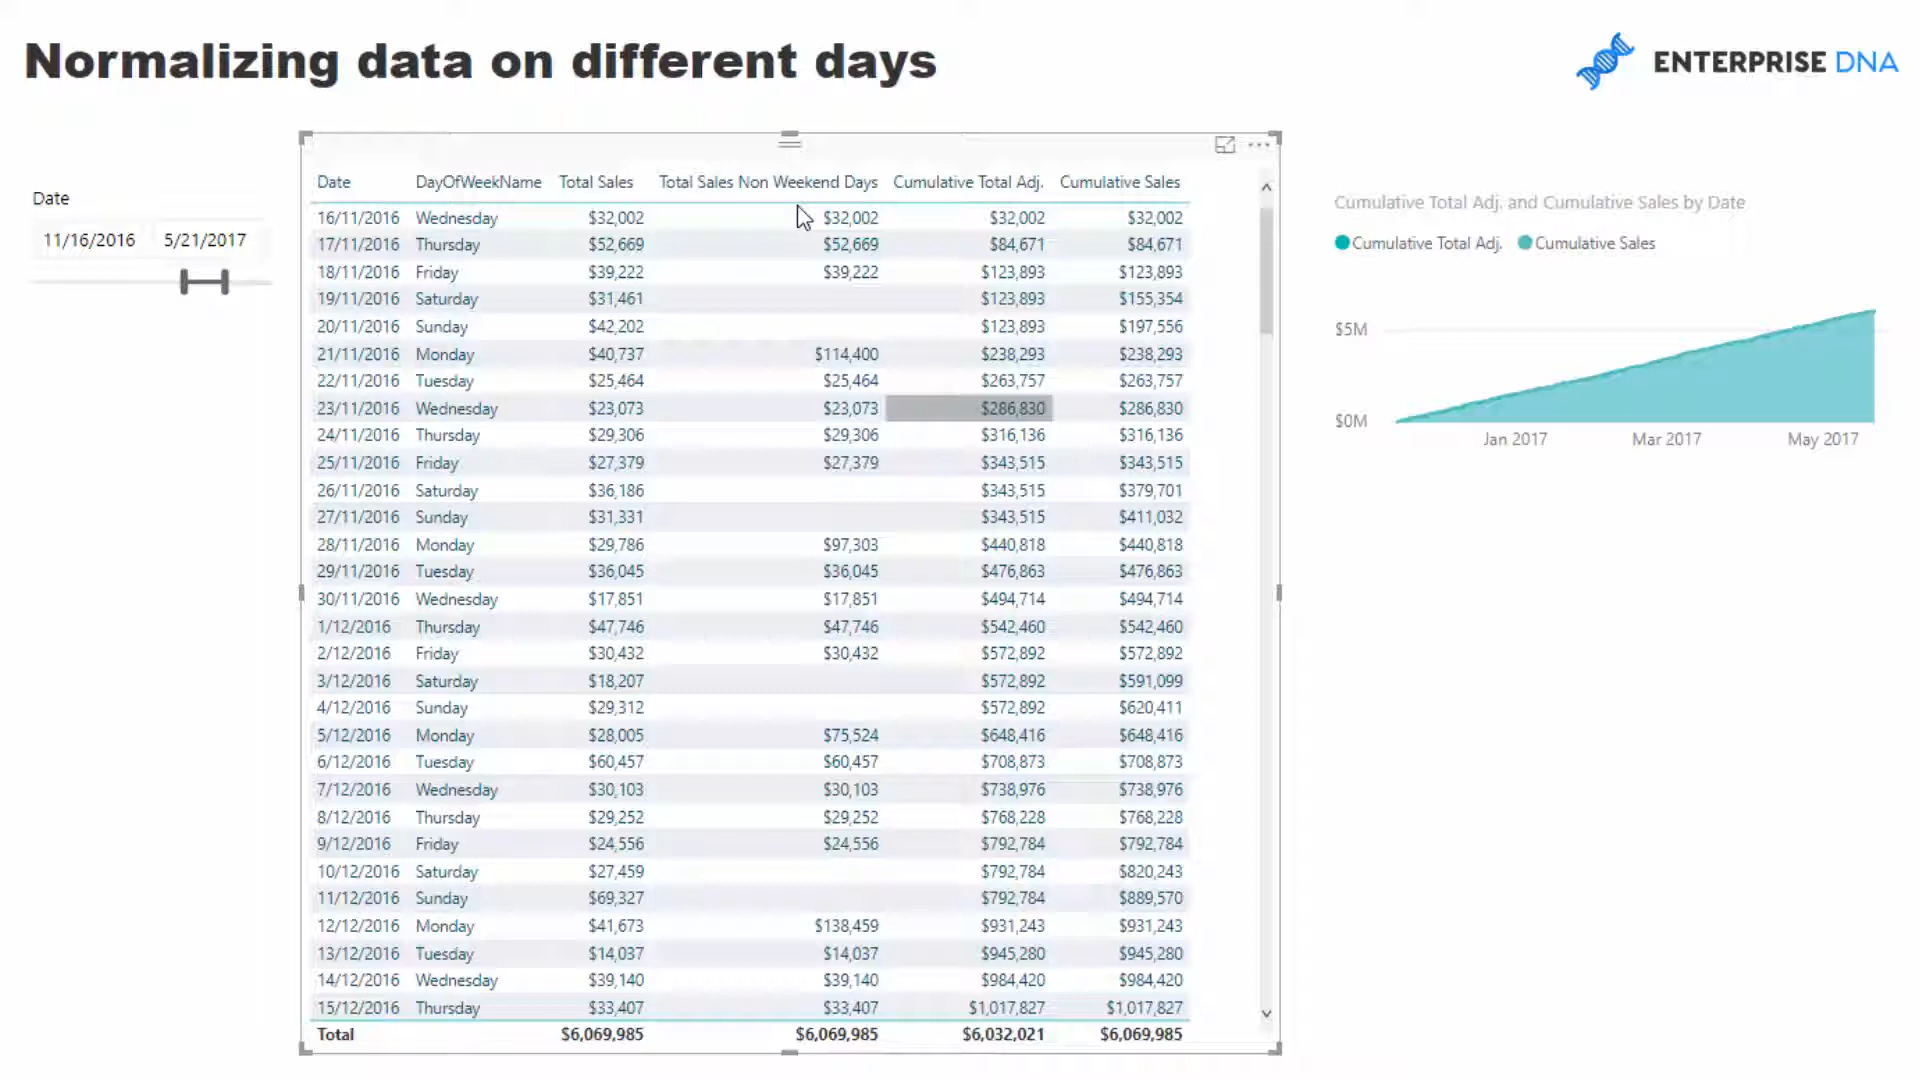 Normalizing data on different days
ENTERPRISE DNA
Date
11/16/2016 5/21/2017
Date DayOfWeekName Total Sales Total Sales Non Weekend Days Cumulative Total Adj. Cumulative Sales
16/11/2016 Wednesday $32,002 $32,002 $32,002 $32,002
17/11/2016 Thursday $52,669 $52,669 $84,671 $84,671
18/11/2016 Friday $39,222 $39,222 $123,893 $123,893
19/11/2016 Saturday $31,461 $123,893 $155,354
20/11/2016 Sunday $42,202 $123,893 $197,556
21/11/2016 Monday $40,737 $114,400 $238,293 $238,293
22/11/2016 Tuesday $25,464 $25,464 $263,757 $263,757
23/11/2016 Wednesday $23,073 $23,073 $286,830 $286,830
24/11/2016 Thursday $29,306 $29,306 $316,136 $316,136
25/11/2016 Friday $27,379 $27,379 $343,515 $343,515
26/11/2016 Saturday $36,186 $343,515 $379,701
27/11/2016 Sunday $31,331 $343,515 $411,032
28/11/2016 Monday $29,786 $97,303 $440,818 $440,818
29/11/2016 Tuesday $36,045 $36,045 $476,863 $476,863
30/11/2016 Wednesday $17,851 $17,851 $494,714 $494,714
1/12/2016 Thursday $47,746 $47,746 $542,460 $542,460
2/12/2016 Friday $30,432 $30,432 $572,892 $572,892
3/12/2016 Saturday $18,207 $572,892 $591,099
4/12/2016 Sunday $29,312 $572,892 $620,411
5/12/2016 Monday $28,005 $75,524 $648,416 $648,416
6/12/2016 Tuesday $60,457 $60,457 $708,873 $708,873
7/12/2016 Wednesday $30,103 $30,103 $738,976 $738,976
8/12/2016 Thursday $29,252 $29,252 $768,228 $768,228
9/12/2016 Friday $24,556 $24,556 $792,784 $792,784
10/12/2016 Saturday $27,459 $792,784 $820,243
11/12/2016 Sunday $69,327 $792,784 $889,570
12/12/2016 Monday $41,673 $138,459 $931,243 $931,243
13/12/2016 Tuesday $14,037 $14,037 $945,280 $945,280
14/12/2016 Wednesday $39,140 $39,140 $984,420 $984,420
15/12/2016 Thursday $33,407 $33,407 $1,017,827 $1,017,827
Total $6,069,985 $6,069,985 $6,032,021 $6,069,985
Cumulative Total Adj. and Cumulative Sales by Date
Cumulative Total Adj. Cumulative Sales
$5M
$0M
Jan 2017 Mar 2017 May 2017